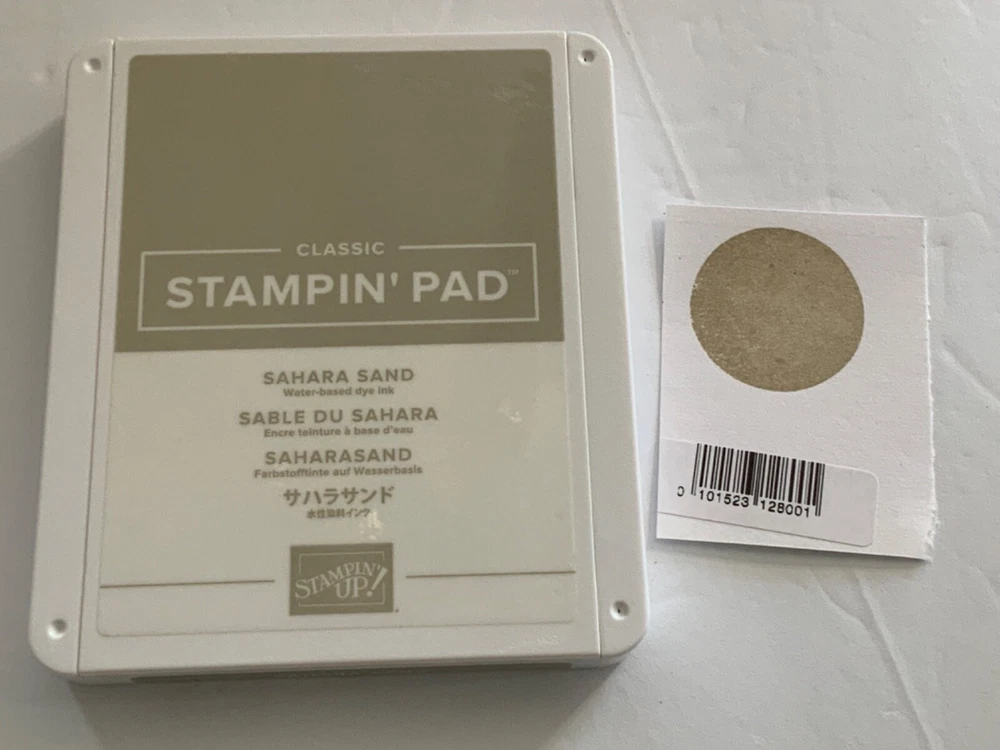 CLASSIC
STAMPIN' PAD™
SAHARA SAND
Water-based dye ink
SABLE DU SAHARA
Encre teinture à base d'eau
SAHARASAND
Farbstofftinte auf Wasserbasis
サハラサンド
水性染料インク
STAMPIN'
UP!
0 101523 128001